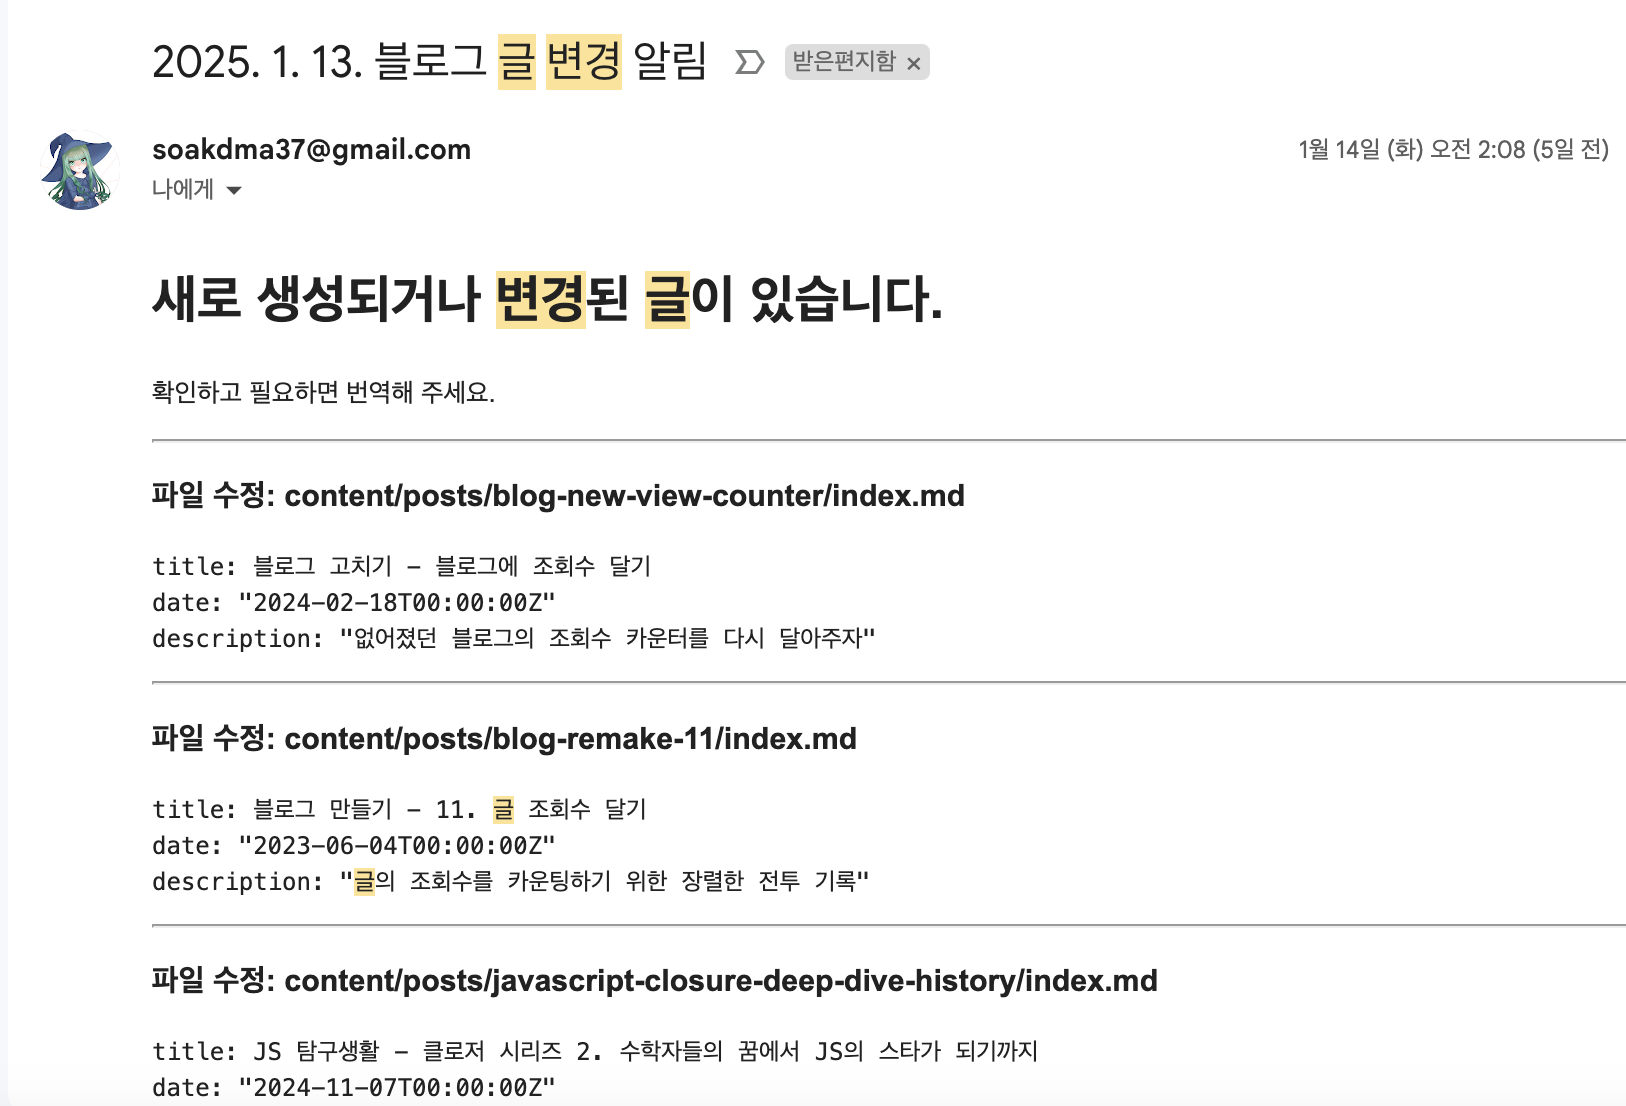 2025. 1. 13. 블로그 글 변경 알림 받은편지함 ×
soakdma37@gmail.com 1월 14일 (화) 오전 2:08 (5일 전)
나에게
새로 생성되거나 변경된 글이 있습니다.
확인하고 필요하면 번역해 주세요.
파일 수정: content/posts/blog-new-view-counter/index.md
title: 블로그 고치기 - 블로그에 조회수 달기
date: "2024-02-18T00:00:00Z"
description: "없어졌던 블로그의 조회수 카운터를 다시 달아주자"
파일 수정: content/posts/blog-remake-11/index.md
title: 블로그 만들기 - 11. 글 조회수 달기
date: "2023-06-04T00:00:00Z"
description: "글의 조회수를 카운팅하기 위한 장렬한 전투 기록"
파일 수정: content/posts/javascript-closure-deep-dive-history/index.md
title: JS 탐구생활 - 클로저 시리즈 2. 수학자들의 꿈에서 JS의 스타가 되기까지
date: "2024-11-07T00:00:00Z"